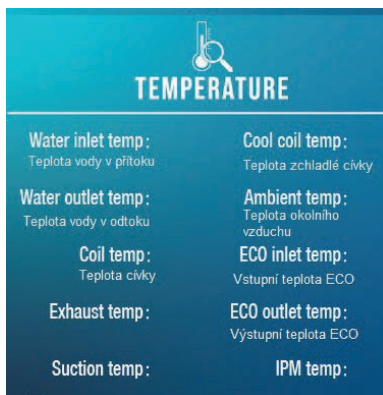 TEMPERATURE
Water inlet temp:
Teplota vody v přítoku
Cool coil temp:
Teplota zchladlé cívky
Water outlet temp:
Teplota vody v odtoku
Ambient temp:
Teplota okolního
vzduchu
Coil temp:
Teplota cívky
ECO inlet temp:
Vstupní teplota ECO
Exhaust temp:
ECO outlet temp:
Výstupní teplota ECO
Suction temp:
IPM temp: